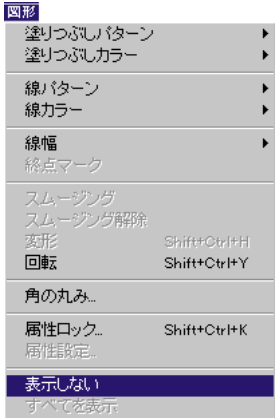 図形
塗りつぶしパターン
塗りつぶしカラー
線パターン
線カラー
線幅
終点マーク
スムージング
スムージング解除
変形 Shift+Ctrl+H
回転 Shift+Ctrl+Y
角の丸み...
属性ロック... Shift+Ctrl+K
属性設定...
表示しない
すべてを表示